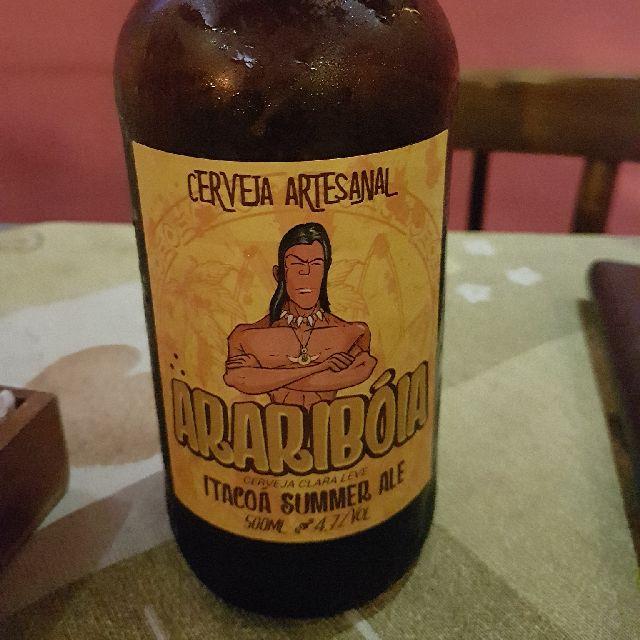 CERVEJA ARTESANAL
ARARIBÓIA
CERVEJA CLARA LEVE
ITACOÁ SUMMER ALE
500ML 4,7% VOL